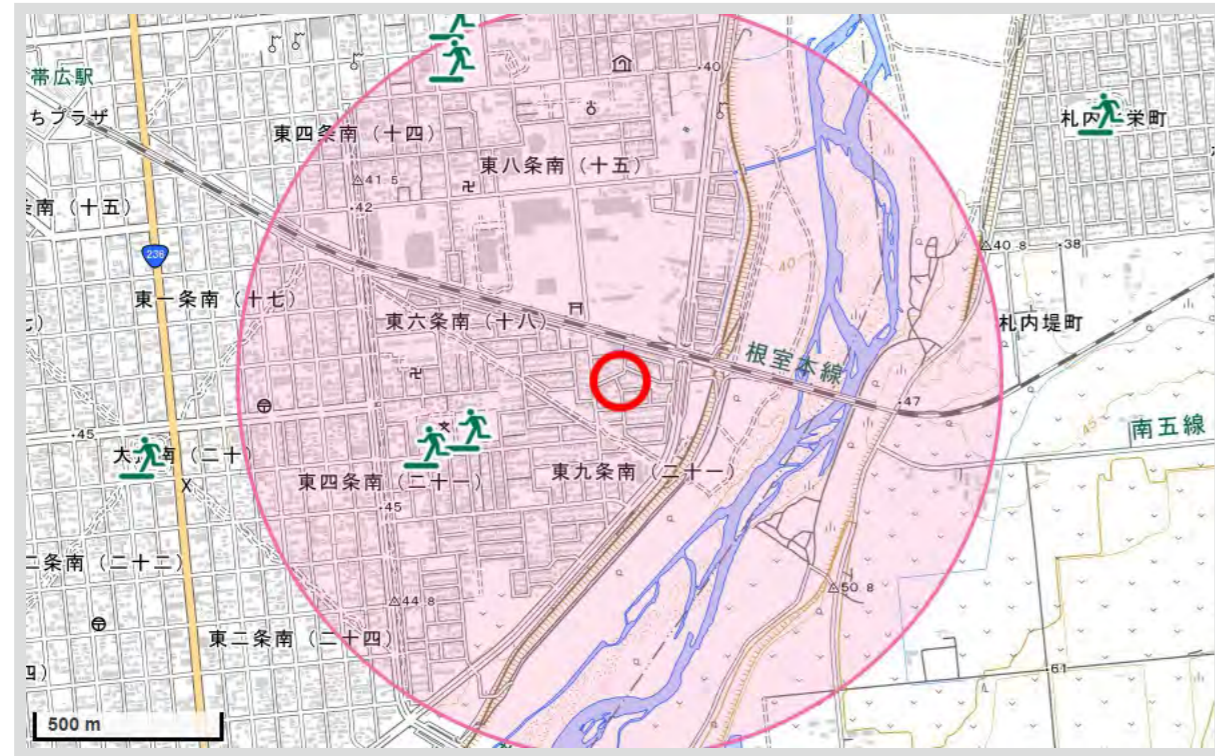 帯広駅
ちプラザ
東四条南（十四）
41 5
42
東八条南（十五）
40
札内 栄町
条南（十五）
236
40 8
38
40
東一条南（十七）
東六条南（十八）
札内堤町
根室本線
47
45
南五線
45
大 南（二十）
東四条南（二十一）
東九条南（二十一）
45
二条南（二十二）
44 8
50 8
東二条南（二十四）
61
四）
500 m